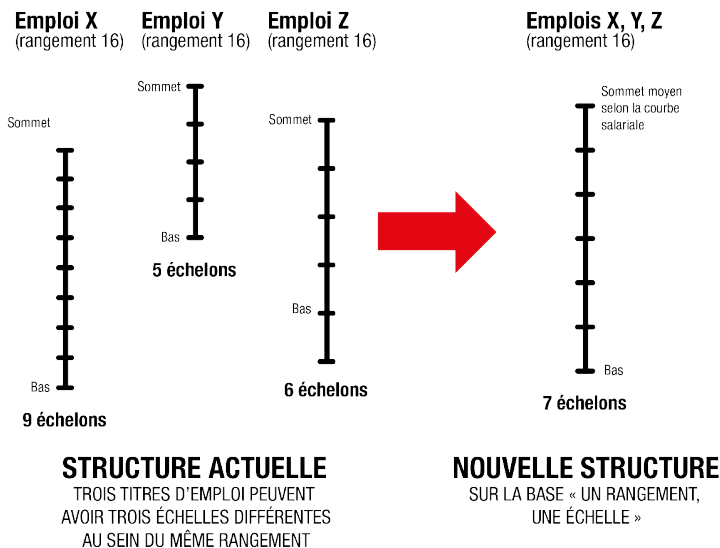 Emploi X
(rangement 16)
Sommet
Bas
9 échelons
Emploi Y
(rangement 16)
Sommet
Bas
5 échelons
Emploi Z
(rangement 16)
Sommet
Bas
6 échelons
STRUCTURE ACTUELLE
TROIS TITRES D’EMPLOI PEUVENT
AVOIR TROIS ÉCHELLES DIFFÉRENTES
AU SEIN DU MÊME RANGEMENT
Emplois X, Y, Z
(rangement 16)
Sommet moyen
selon la courbe
salariale
Bas
7 échelons
NOUVELLE STRUCTURE
SUR LA BASE « UN RANGEMENT,
UNE ÉCHELLE »